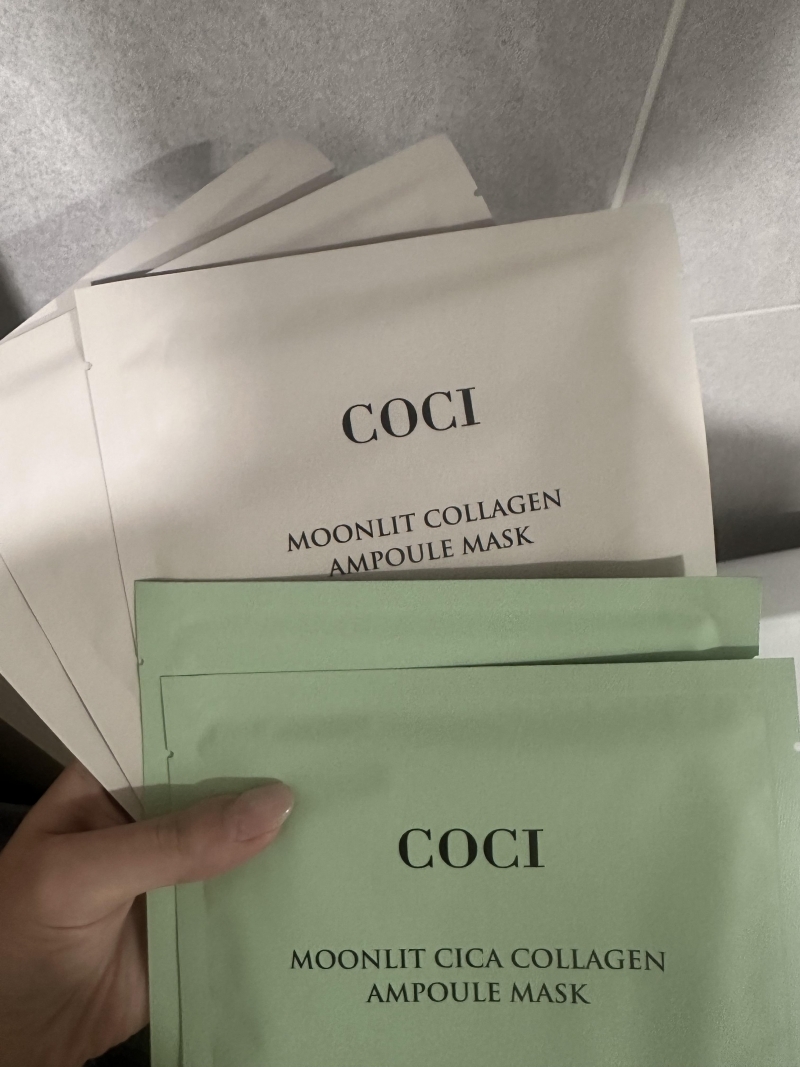 COCI
MOONLIT COLLAGEN
AMPOULE MASK
COCI
MOONLIT CICA COLLAGEN
AMPOULE MASK